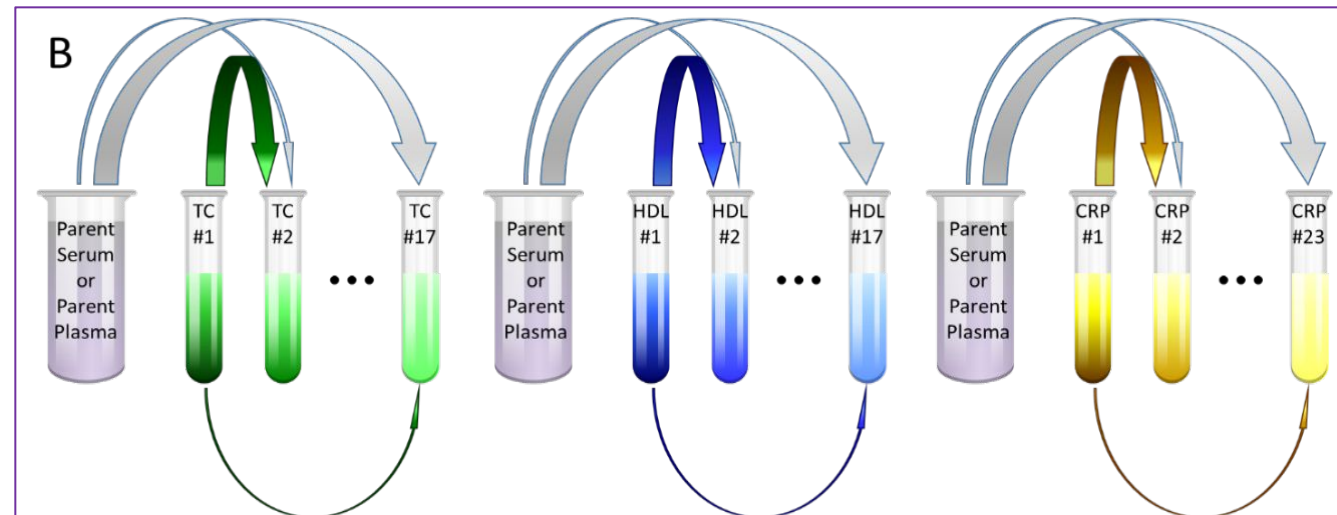 B
Parent
Serum
or
Parent
Plasma
TC
#1
TC
#2
TC
#17
Parent
Serum
or
Parent
Plasma
HDL
#1
HDL
#2
HDL
#17
Parent
Serum
or
Parent
Plasma
CRP
#1
CRP
#2
CRP
#23